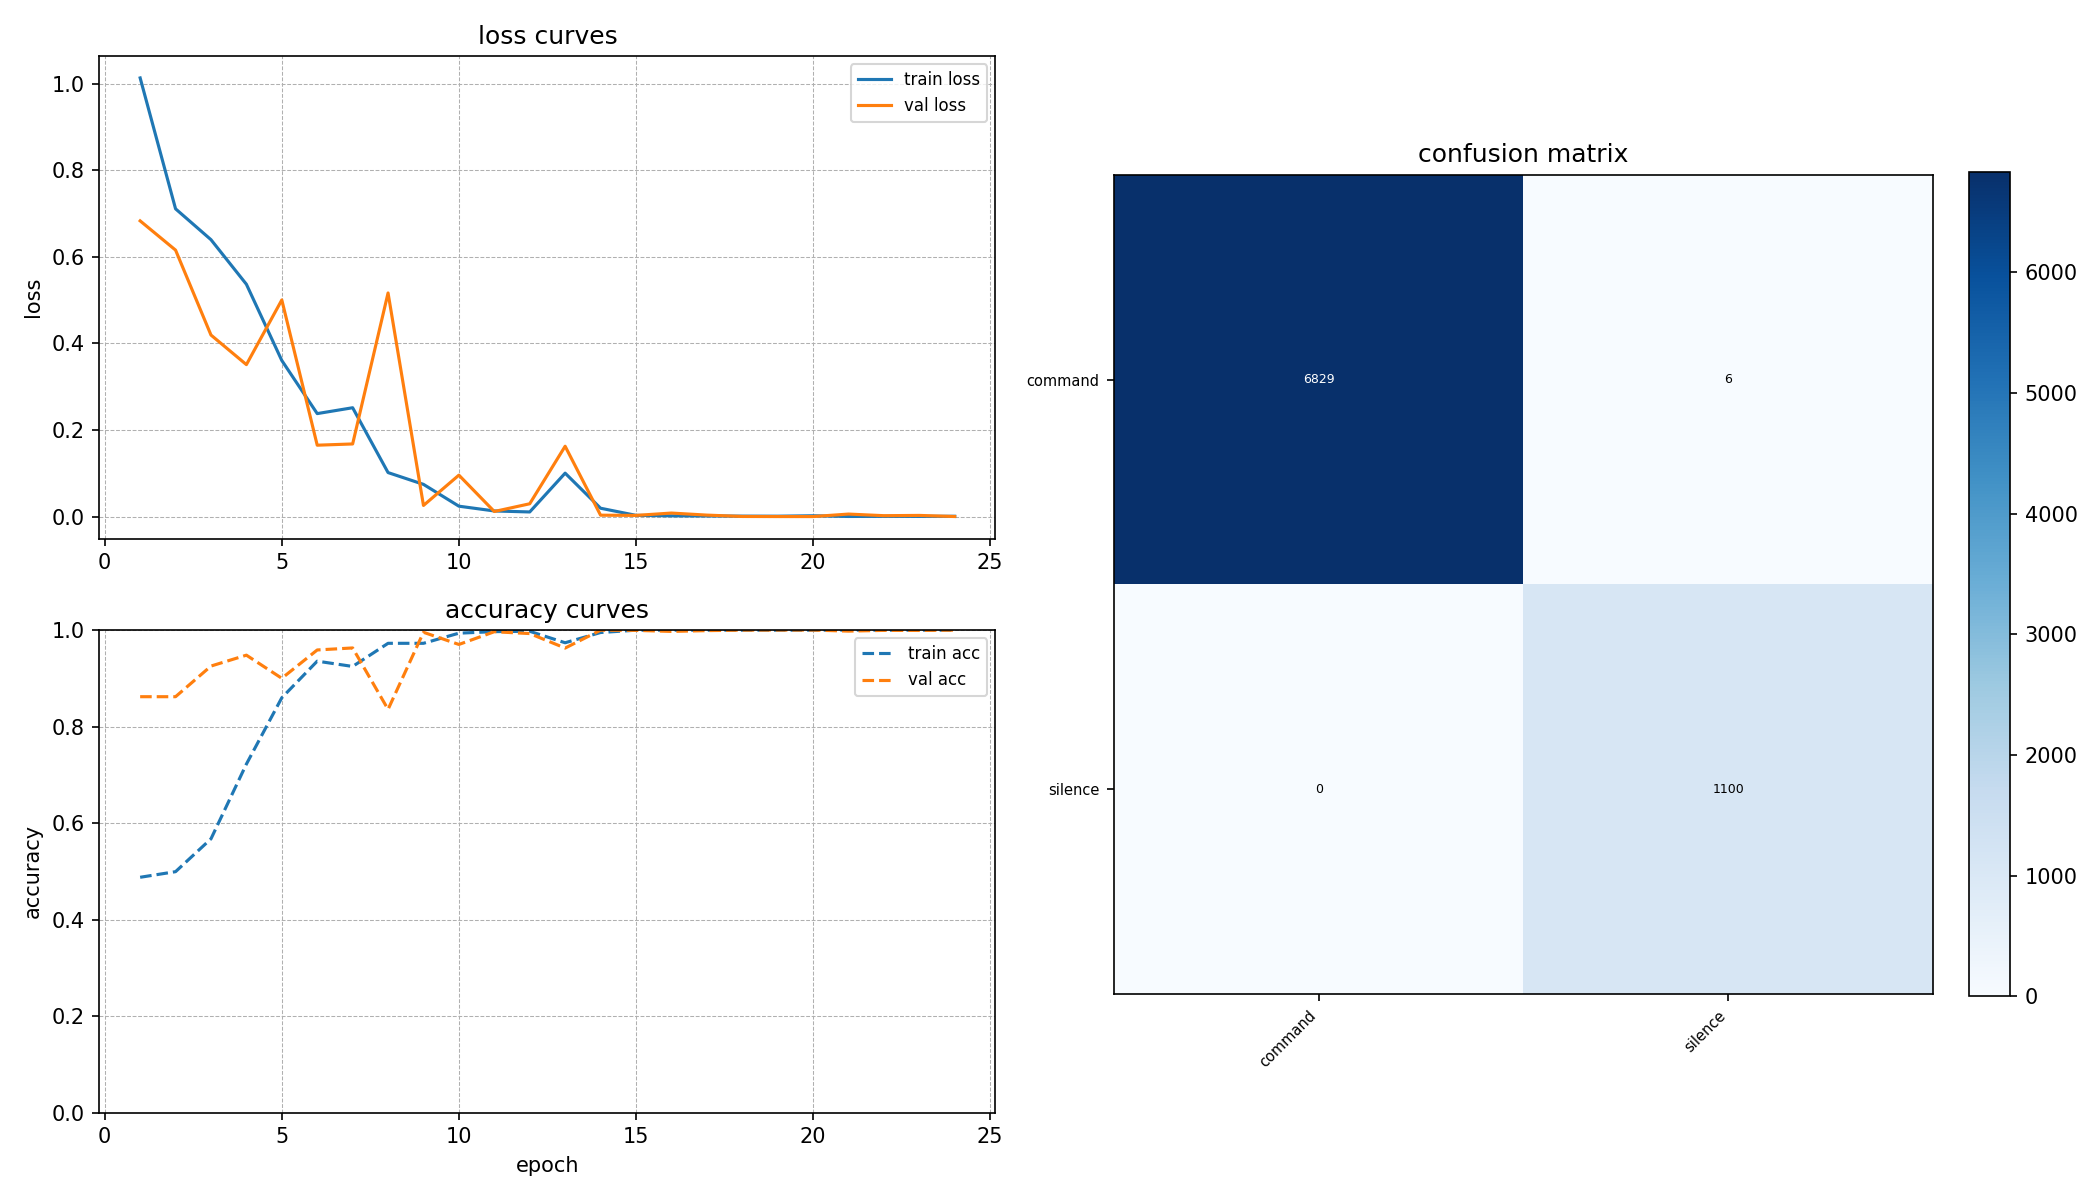 loss curves
1.0
0.8
0.6
0.4
0.2
0.0
loss
train loss
val loss
0 5 10 15 20 25
accuracy curves
1.0
0.8
0.6
0.4
0.2
0.0
accuracy
train acc
val acc
0 5 10 15 20 25
epoch
confusion matrix
command
silence
6829 6
0 1100
command silence
6000
5000
4000
3000
2000
1000
0